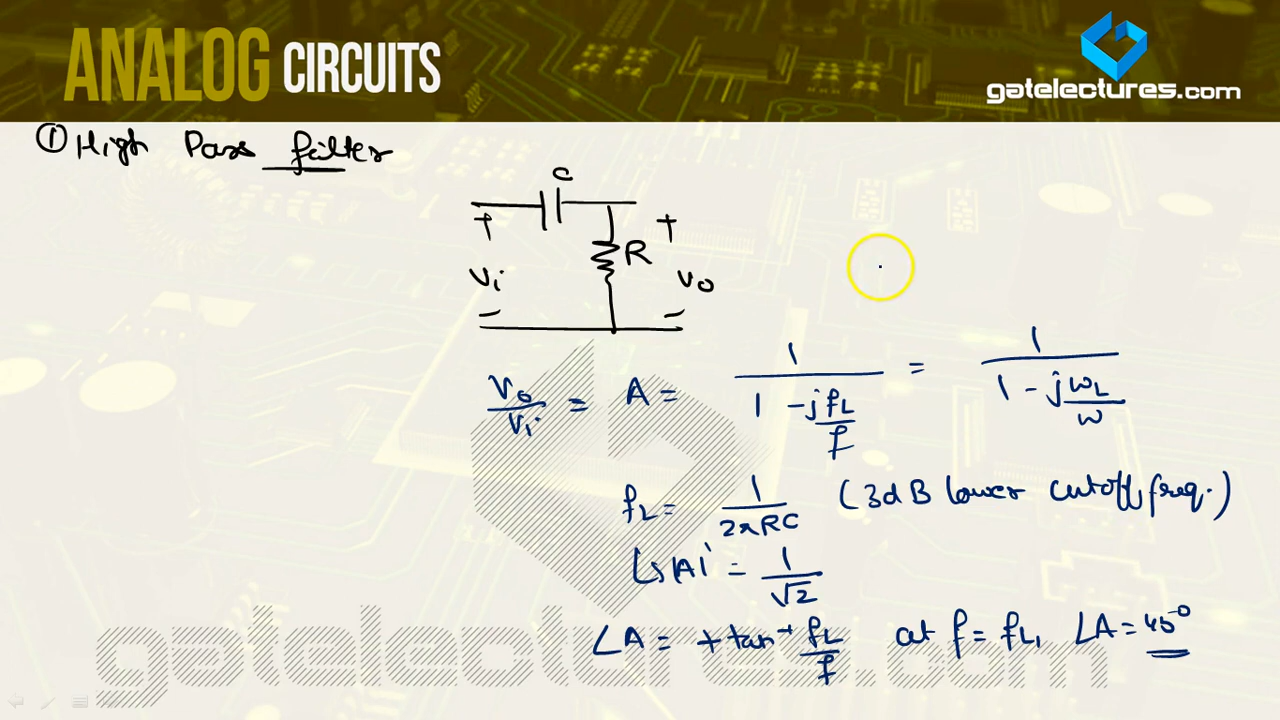 ANALOG CIRCUITS
gatelectures.com
① High Pass filter
C
+ +
R
Vi Vo
- -
Vo/Vi = A = 1/(1 - j fL/f) = 1/(1 - j ωL/ω)
fL = 1/(2πRC) (3dB lower cutoff freq.)
↳ |A| = 1/√2
∠A = + tan⁻¹ fL/f at f = fL, ∠A = 45°
gatelectures.com